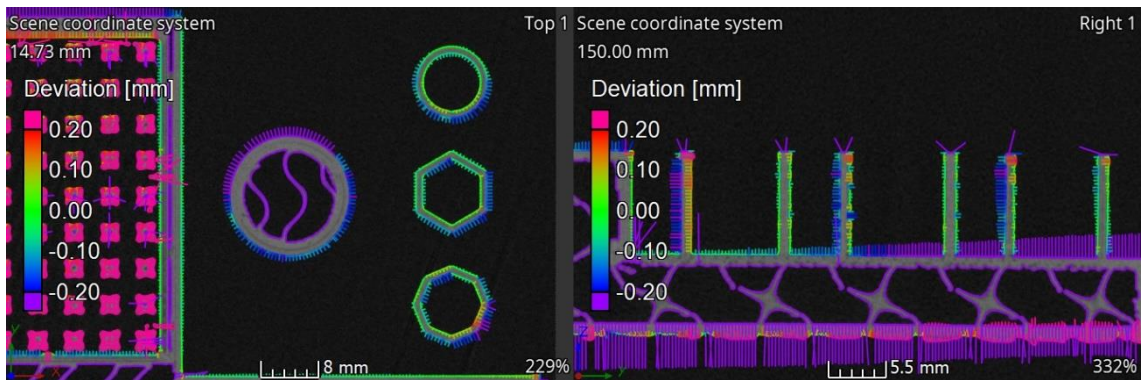 Scene coordinate system
Top 1
14.73 mm
Deviation [mm]
0.20
0.10
0.00
-0.10
-0.20
8 mm
229%
Scene coordinate system
Right 1
150.00 mm
Deviation [mm]
0.20
0.10
0.00
-0.10
-0.20
5.5 mm
332%